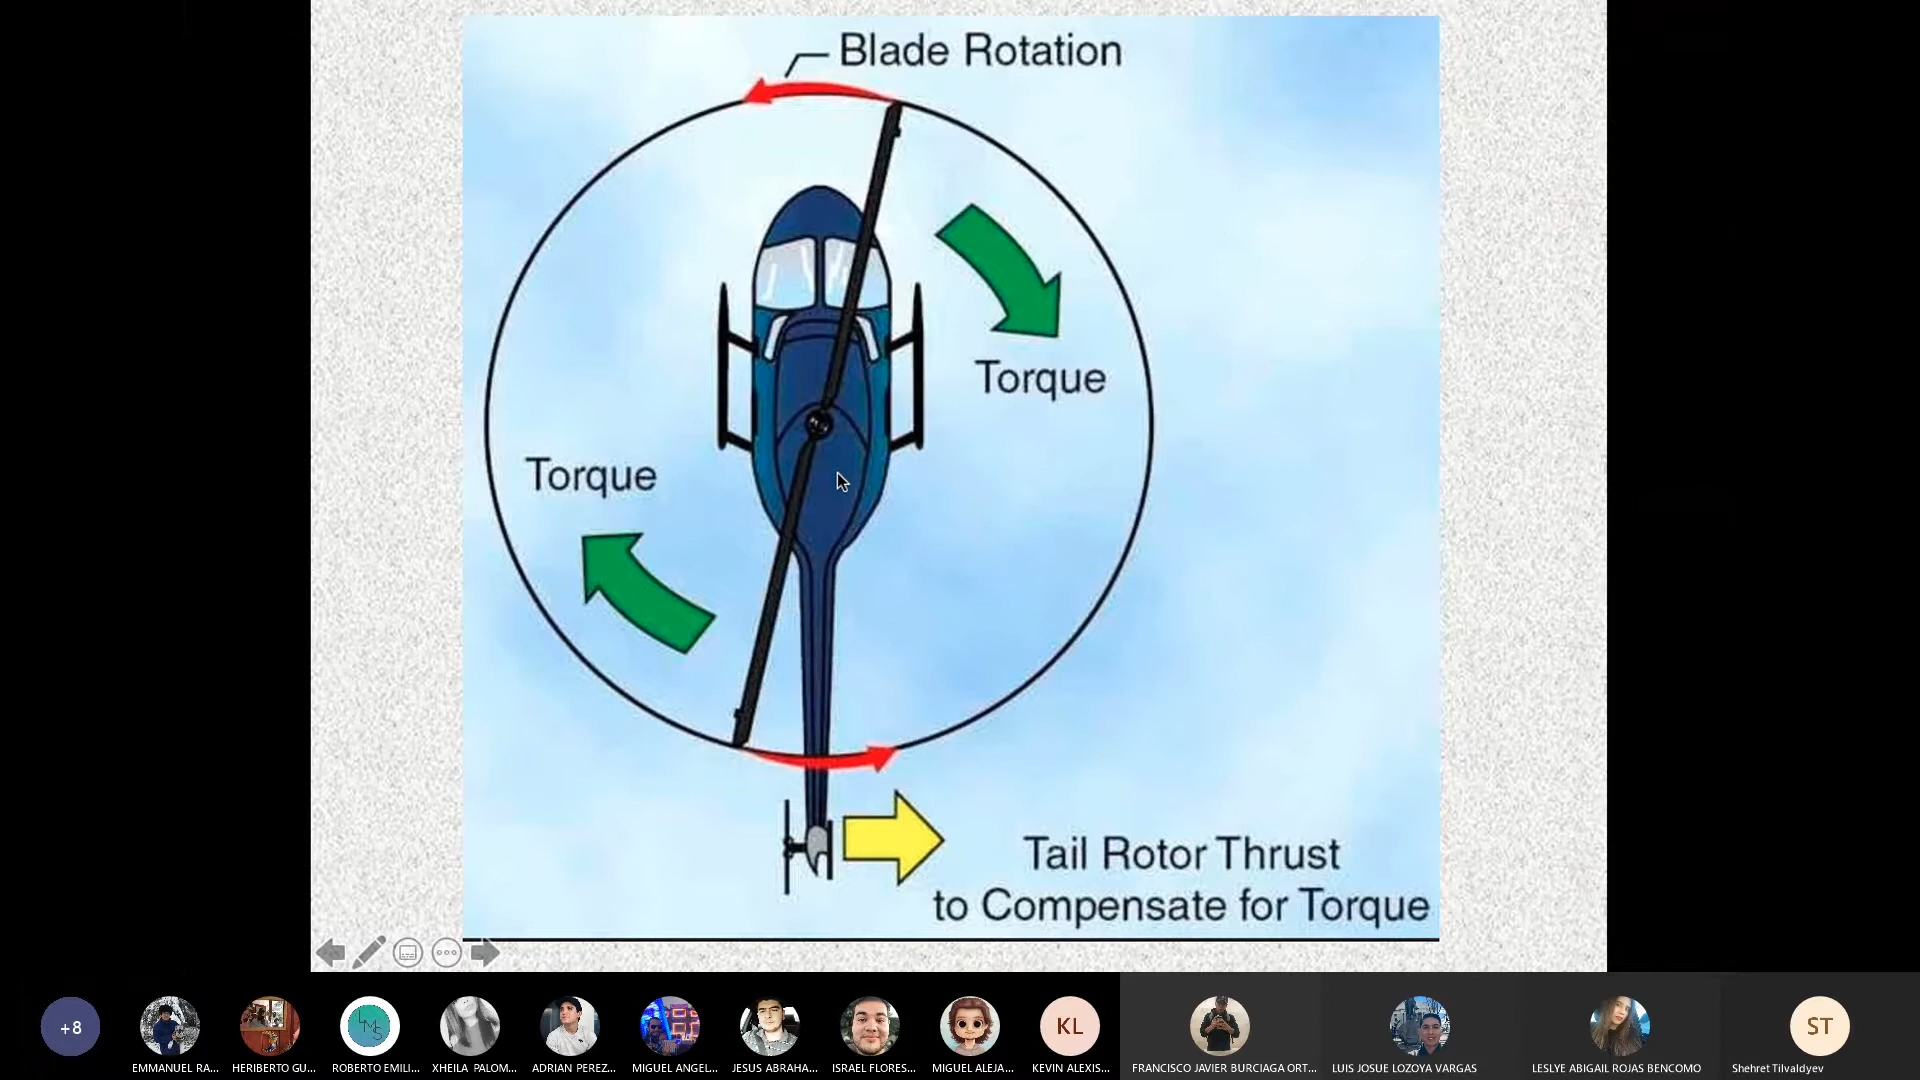 Blade Rotation
Torque
Torque
Tail Rotor Thrust
to Compensate for Torque
+8
EMMANUEL RA...
HERIBERTO GU...
ROBERTO EMILI...
XHEILA PALOM...
ADRIAN PEREZ...
MIGUEL ANGEL...
JESUS ABRAHA...
ISRAEL FLORES...
MIGUEL ALEJA...
KL
KEVIN ALEXIS...
FRANCISCO JAVIER BURCIAGA ORT...
LUIS JOSUE LOZOYA VARGAS
LESLYE ABIGAIL ROJAS BENCOMO
ST
Shehret Tilvaldyev